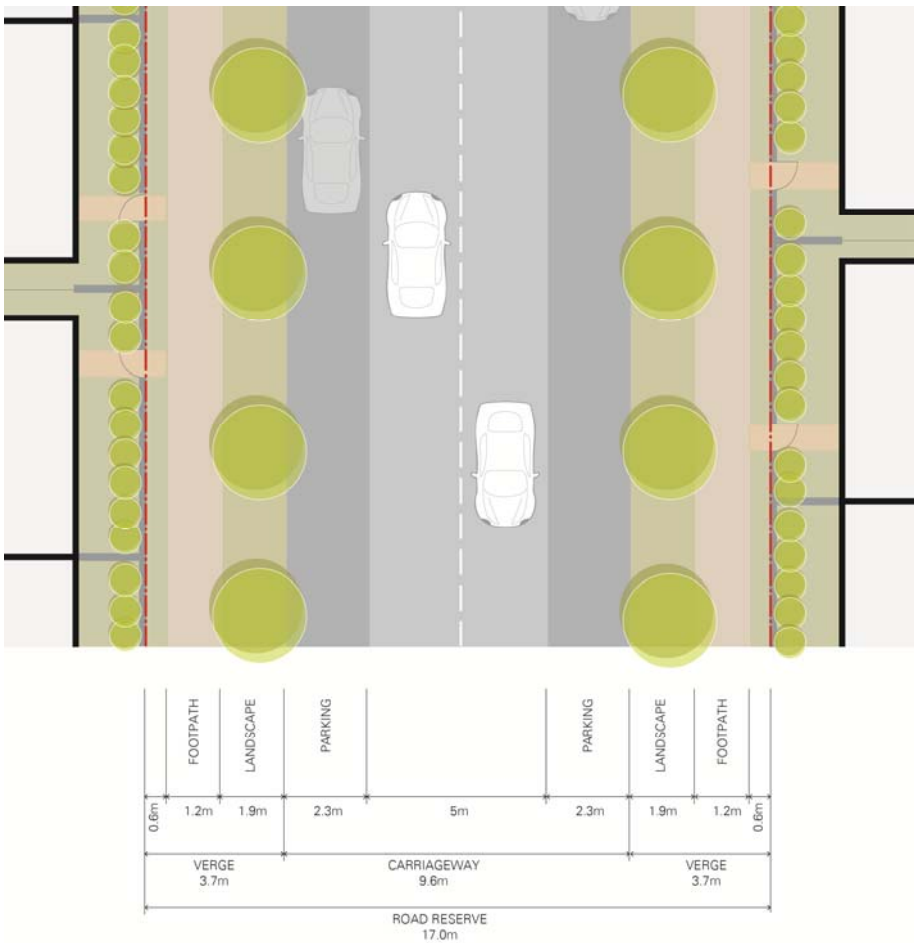 FOOTPATH
LANDSCAPE
PARKING
PARKING
LANDSCAPE
FOOTPATH
0.6m
1.2m
1.9m
2.3m
5m
2.3m
1.9m
1.2m
0.6m
VERGE
3.7m
CARRIAGEWAY
9.6m
VERGE
3.7m
ROAD RESERVE
17.0m